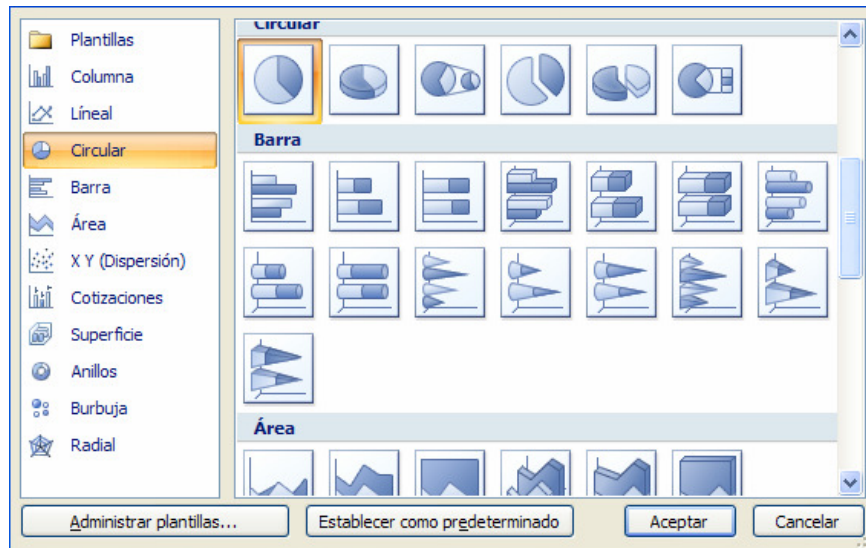 Plantillas
Columna
Líneal
Circular
Barra
Área
X Y (Dispersión)
Cotizaciones
Superficie
Anillos
Burbuja
Radial
Circular
Barra
Área
Administrar plantillas...
Establecer como predeterminado
Aceptar
Cancelar